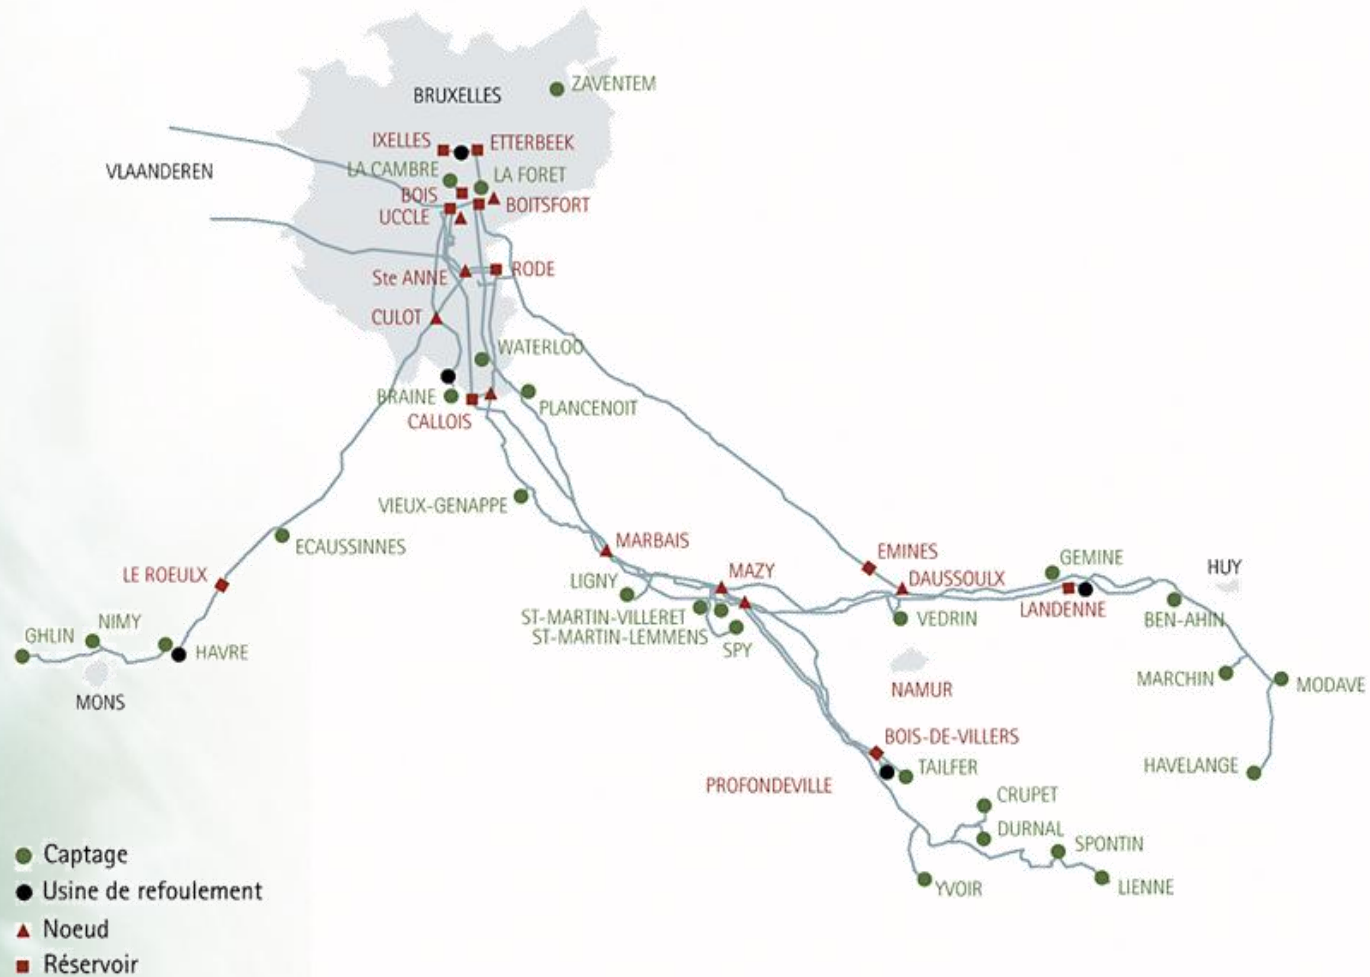 ZAVENTEM
BRUXELLES
IXELLES
ETTERBEEK
VLAANDEREN
LA CAMBRE
LA FORET
BOIS
BOITSFORT
UCCLE
Ste ANNE
RODE
CULOT
WATERLOO
BRAINE
PLANCENOIT
CALLOIS
VIEUX-GENAPPE
ECAUSSINNES
MARBAIS
EMINES
GEMINE
HUY
LE ROEULX
LIGNY
MAZY
DAUSSOULX
LANDENNE
ST-MARTIN-VILLERET
VEDRIN
BEN-AHIN
GHLIN
NIMY
ST-MARTIN-LEMMENS
SPY
HAVRE
MARCHIN
MODAVE
MONS
NAMUR
BOIS-DE-VILLERS
TAILFER
HAVELANGE
PROFONDEVILLE
CRUPET
DURNAL
SPONTIN
YVOIR
LIENNE
Captage
Usine de refoulement
Noeud
Réservoir